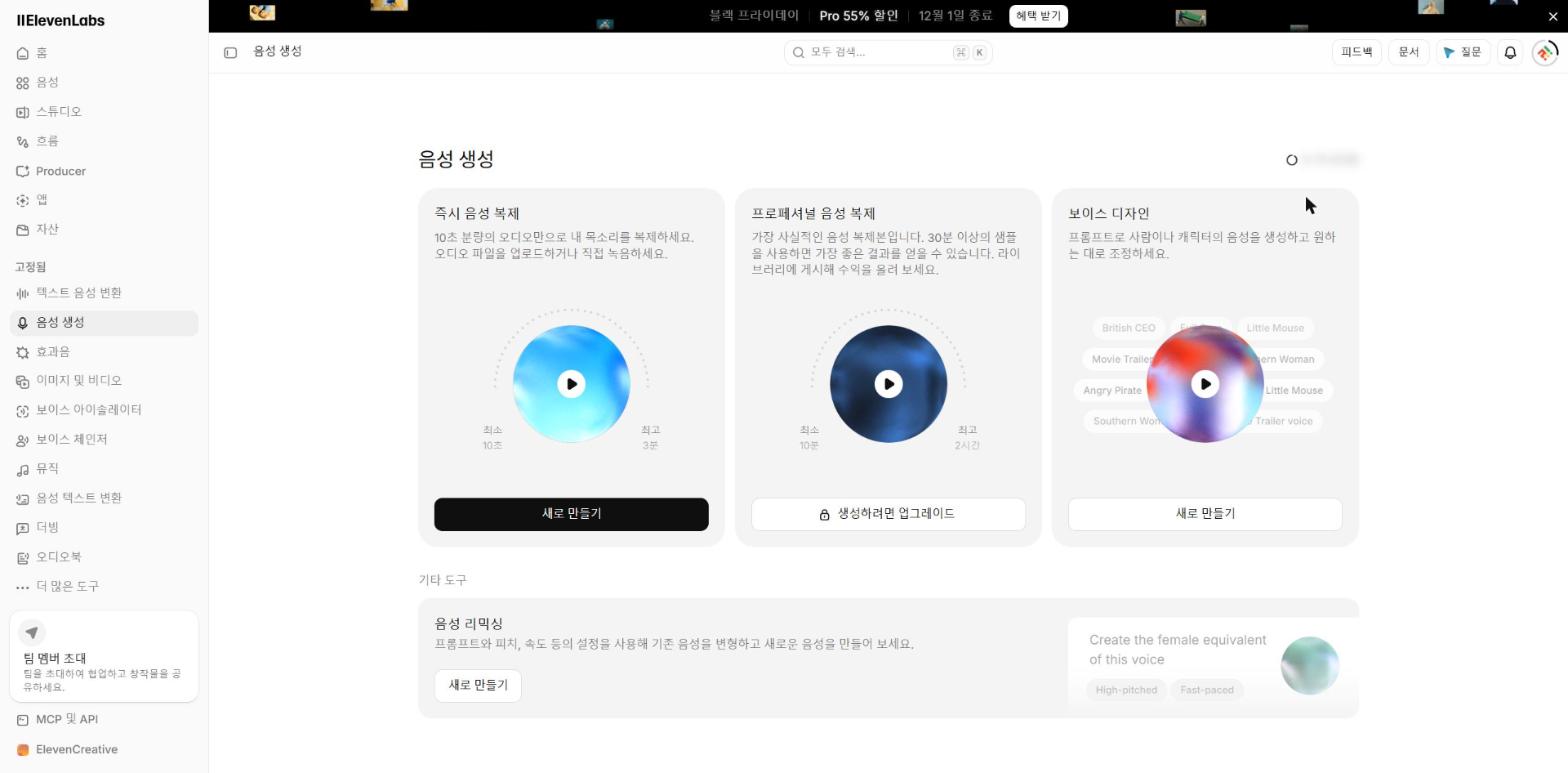 IIElevenLabs
홈
음성
스튜디오
흐름
Producer
앱
자산
고정됨
텍스트 음성 변환
음성 생성
효과음
이미지 및 비디오
보이스 아이솔레이터
보이스 체인저
뮤직
음성 텍스트 변환
더빙
오디오북
더 많은 도구
팀 멤버 초대
팀을 초대하여 협업하고 창작물을 공
유하세요.
MCP 및 API
ElevenCreative
블랙 프라이데이 Pro 55% 할인 12월 1일 종료 혜택 받기
음성 생성
모두 검색... ⌘ K
피드백 문서 질문
음성 생성
즉시 음성 복제
10초 분량의 오디오만으로 내 목소리를 복제하세요.
오디오 파일을 업로드하거나 직접 녹음하세요.
최소 최고
10초 3분
새로 만들기
프로페셔널 음성 복제
가장 사실적인 음성 복제본입니다. 30분 이상의 샘플
을 사용하면 가장 좋은 결과를 얻을 수 있습니다. 라이
브러리에 게시해 수익을 올려 보세요.
최소 최고
10분 2시간
생성하려면 업그레이드
보이스 디자인
프롬프트로 사람이나 캐릭터의 음성을 생성하고 원하
는 대로 조정하세요.
British CEO Little Mouse
Movie Trailer Woman
Angry Pirate Little Mouse
Southern Trailer voice
새로 만들기
기타 도구
음성 리믹싱
프롬프트와 피치, 속도 등의 설정을 사용해 기존 음성을 변형하고 새로운 음성을 만들어 보세요.
새로 만들기
Create the female equivalent
of this voice
High-pitched Fast-paced